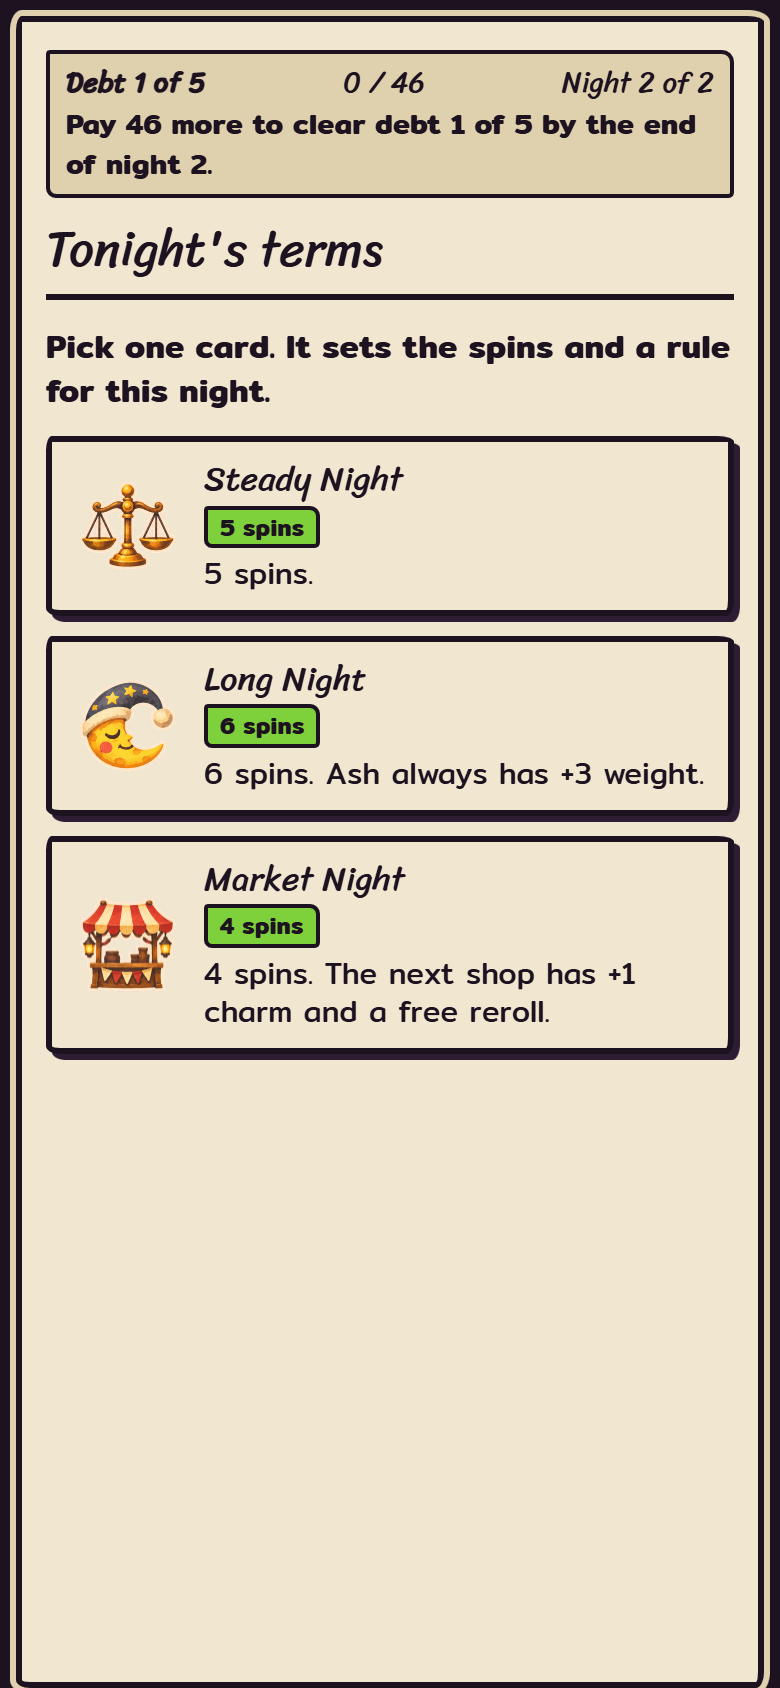 Debt 1 of 5 0 / 46 Night 2 of 2
Pay 46 more to clear debt 1 of 5 by the end
of night 2.
Tonight's terms
Pick one card. It sets the spins and a rule
for this night.
Steady Night
5 spins
5 spins.
Long Night
6 spins
6 spins. Ash always has +3 weight.
Market Night
4 spins
4 spins. The next shop has +1
charm and a free reroll.